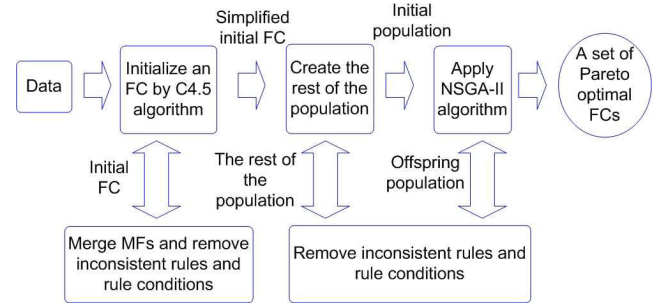 Simplified
initial FC
Initial
population
Data
Initialize an
FC by C4.5
algorithm
Create the
rest of the
population
Apply
NSGA-II
algorithm
A set of
Pareto
optimal
FCs
Initial
FC
The rest of
the
population
Offspring
population
Merge MFs and remove
inconsistent rules and
rule conditions
Remove inconsistent rules and
rule conditions